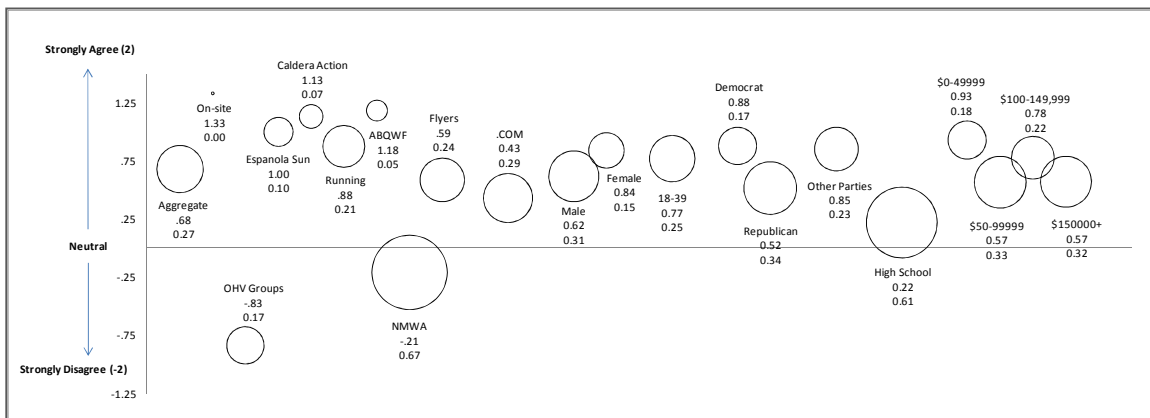 Strongly Agree (2)
1.25
.75
.25
Neutral
-.25
-.75
Strongly Disagree (-2)
-1.25
Aggregate
.68
0.27
On-site
1.33
0.00
OHV Groups
-.83
0.17
Espanola Sun
1.00
0.10
Caldera Action
1.13
0.07
Running
.88
0.21
ABQWF
1.18
0.05
NMWA
-.21
0.67
Flyers
.59
0.24
.COM
0.43
0.29
Male
0.62
0.31
Female
0.84
0.15
18-39
0.77
0.25
Democrat
0.88
0.17
Republican
0.52
0.34
Other Parties
0.85
0.23
High School
0.22
0.61
$0-49999
0.93
0.18
$50-99999
0.57
0.33
$100-149,999
0.78
0.22
$150000+
0.57
0.32